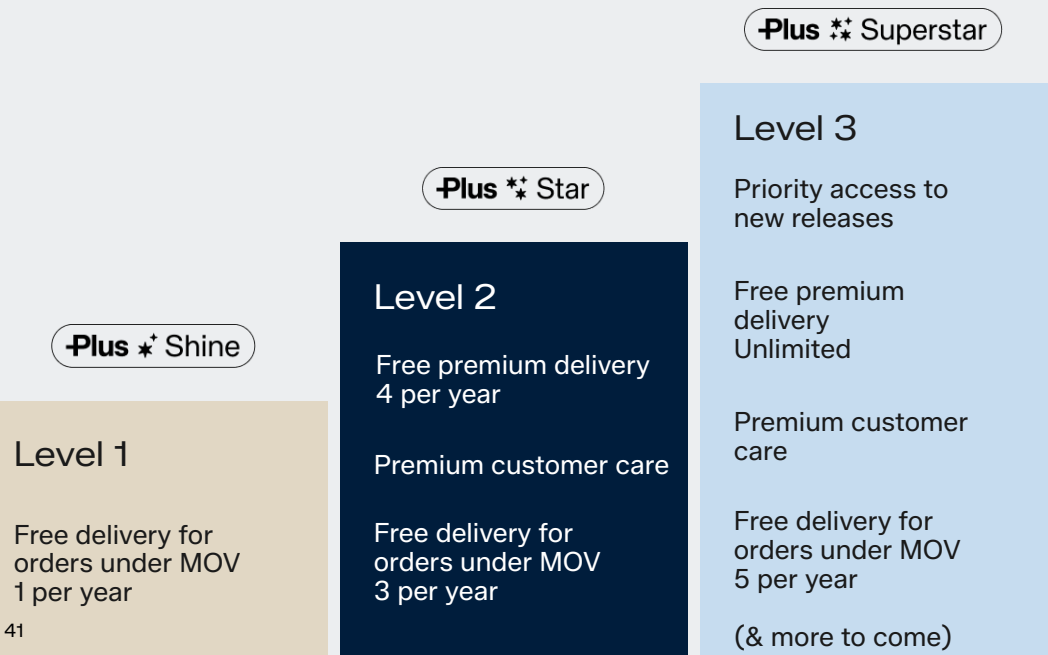 Plus Shine
Level 1
Free delivery for
orders under MOV
1 per year
41
Plus Star
Level 2
Free premium delivery
4 per year
Premium customer care
Free delivery for
orders under MOV
3 per year
Plus Superstar
Level 3
Priority access to
new releases
Free premium
delivery
Unlimited
Premium customer
care
Free delivery for
orders under MOV
5 per year
(& more to come)